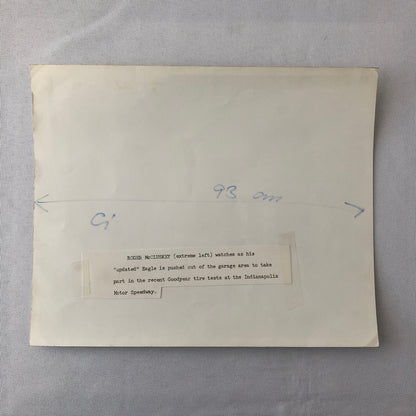 93 cm
Ci
ROGER McCLUSKEY (extreme left) watches as his
"updated" Eagle is pushed out of the garage area to take
part in the recent Goodyear tire tests at the Indianapolis
Motor Speedway.